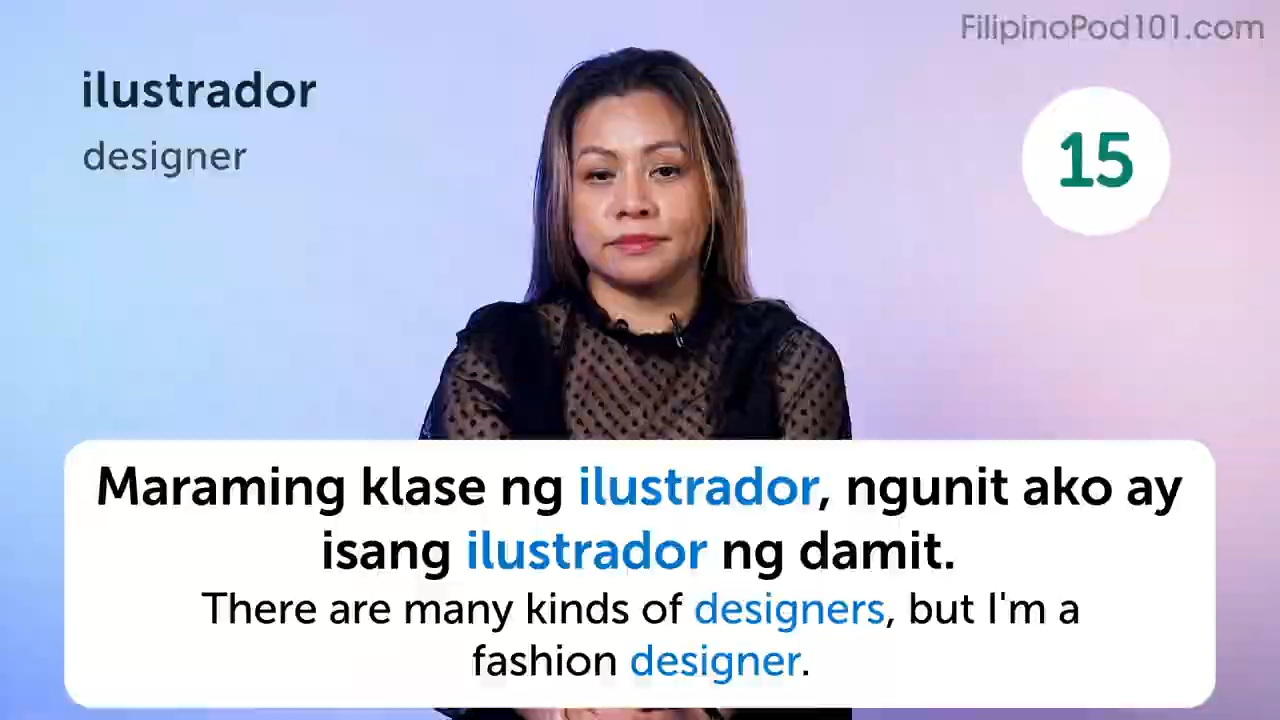 FilipinoPod101.com
ilustrador
designer
15
Maraming klase ng ilustrador, ngunit ako ay
isang ilustrador ng damit.
There are many kinds of designers, but I'm a
fashion designer.